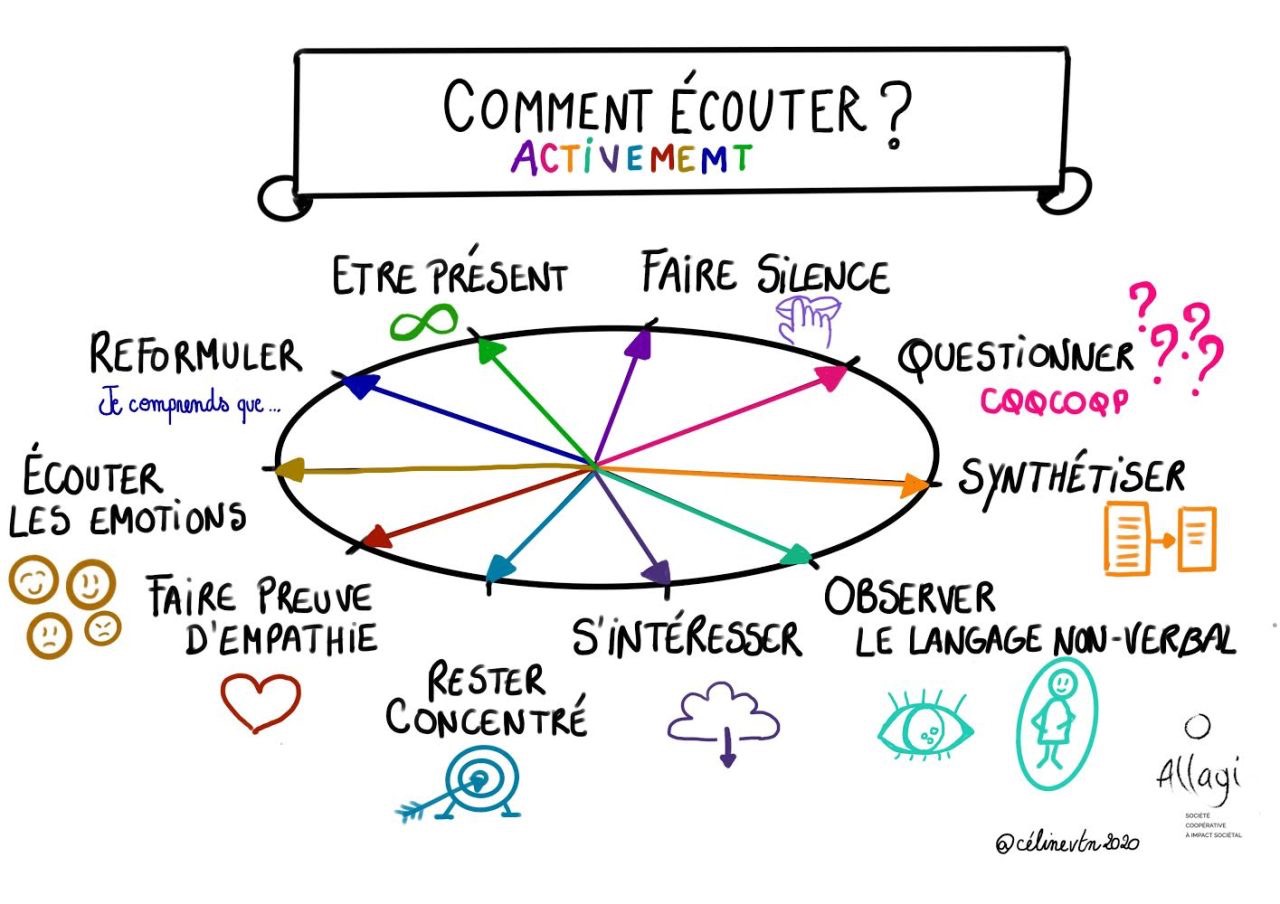 COMMENT ÉCOUTER ?
ACTIVEMEMT
ETRE PRÉSENT
FAIRE SILENCE
REFORMULER
Je comprends que...
QUESTIONNER
CQQCOQP
? ? ? ?
ÉCOUTER
LES EMOTIONS
SYNTHÉTISER
FAIRE PREUVE
D'EMPATHIE
OBSERVER
LE LANGAGE NON-VERBAL
S'INTÉRESSER
RESTER
CONCENTRÉ
Allagi
SOCIÉTÉ
COOPÉRATIVE
À IMPACT SOCIÉTAL
@célinevtn2020